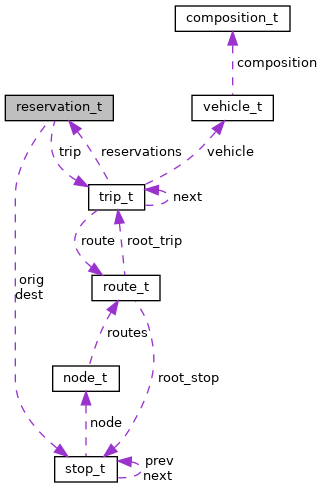 composition_t
composition
reservation_t
vehicle_t
trip
reservations
vehicle
trip_t
next
route
root_trip
route_t
orig
dest
routes
root_stop
node_t
node
stop_t
prev
next